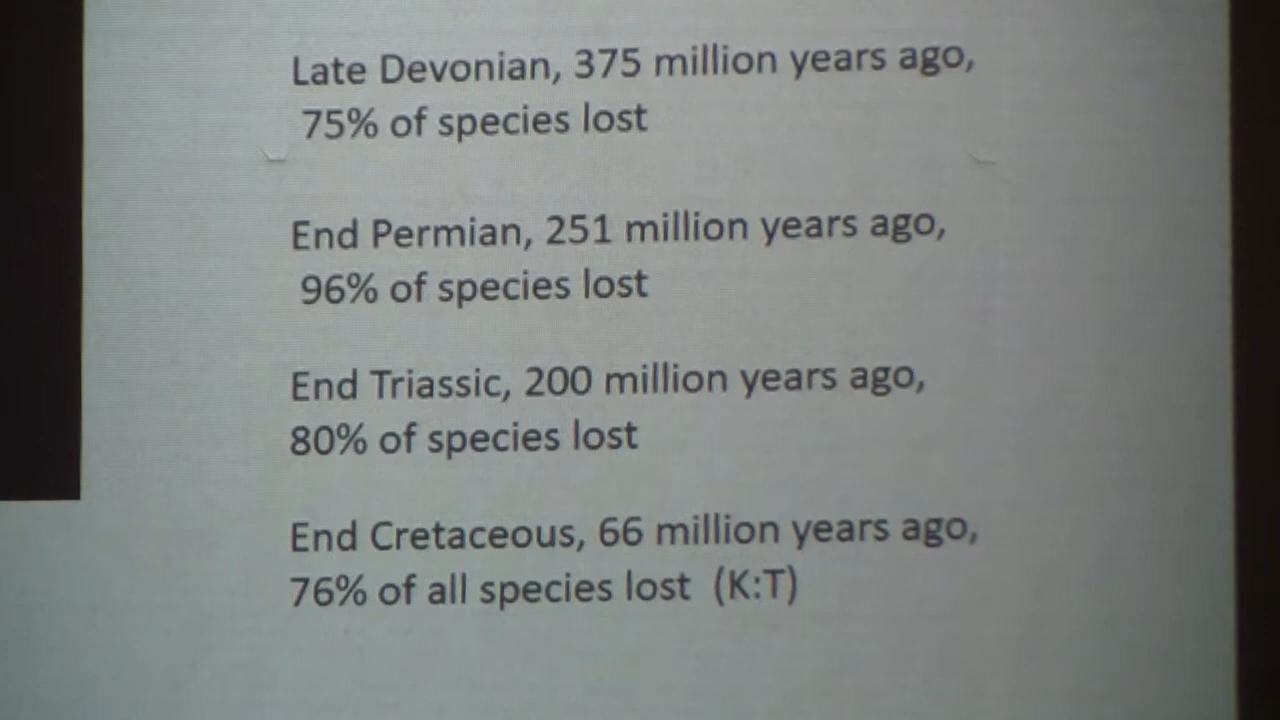 Late Devonian, 375 million years ago,
75% of species lost
End Permian, 251 million years ago,
96% of species lost
End Triassic, 200 million years ago,
80% of species lost
End Cretaceous, 66 million years ago,
76% of all species lost (K:T)